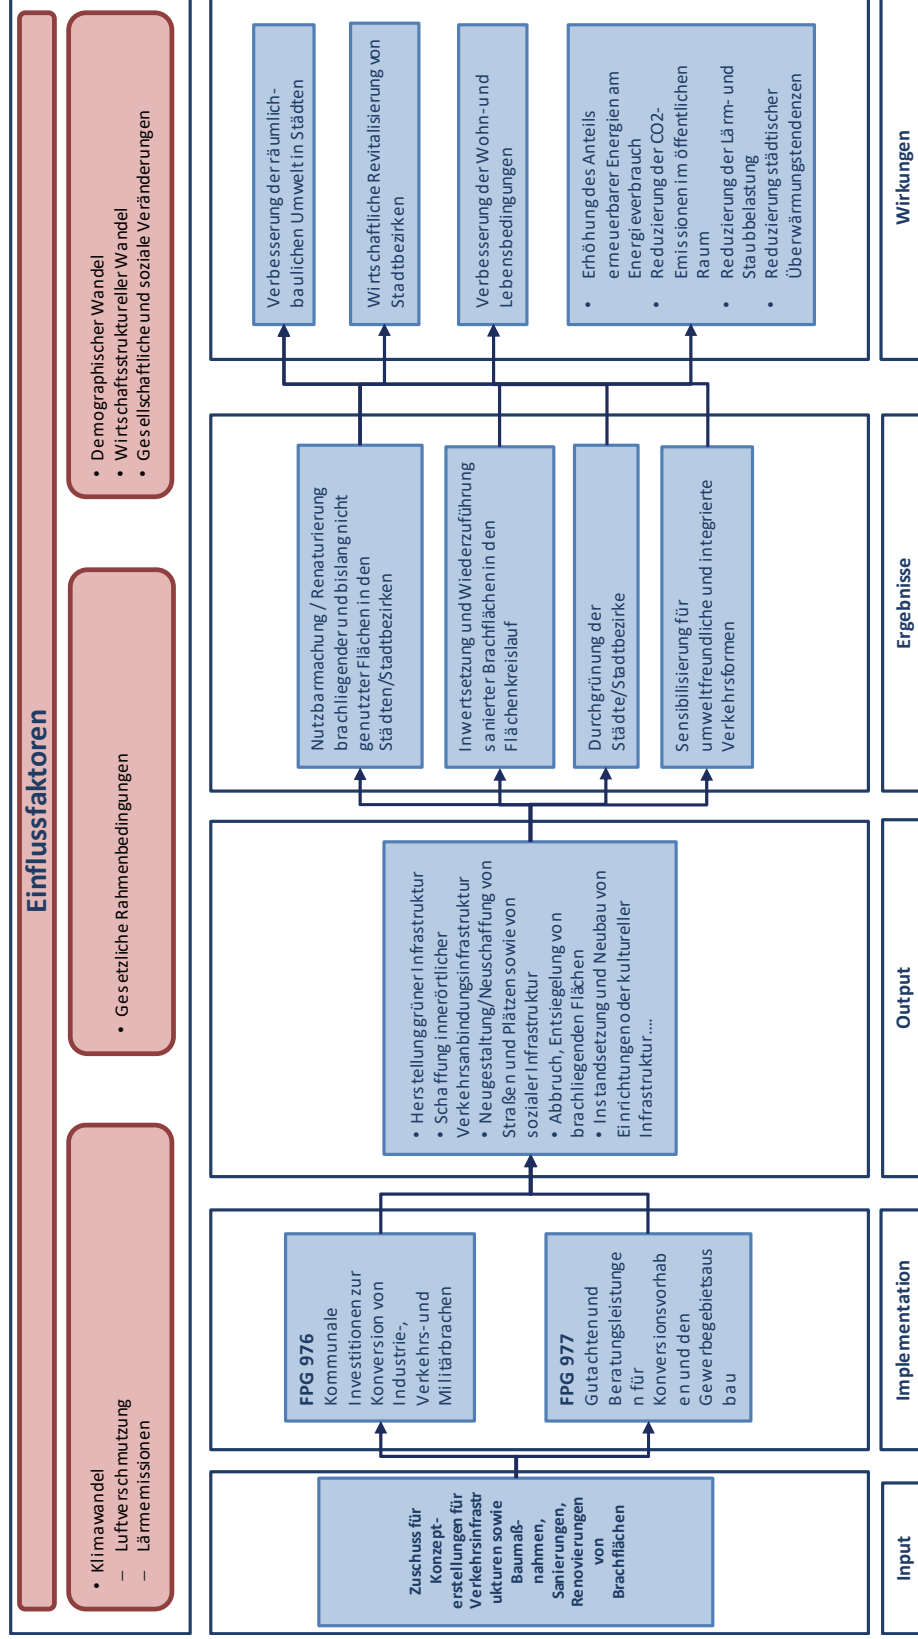 Einflussfaktoren
• Klimawandel
– Luftverschmutzung
– Lärmemissionen
• Gesetzliche Rahmenbedingungen
• Demographischer Wandel
• Wirtschaftsstruktureller Wandel
• Gesellschaftliche und soziale Veränderungen
Zuschuss für
Konzept-
erstellungen für
Verkehrsinfrastr
ukturen sowie
Baumaß-
nahmen,
Sanierungen,
Renovierungen
von
Brachflächen
FPG 976
Kommunale
Investitionen zur
Konversion von
Industrie-,
Verkehrs- und
Militärbrachen
FPG 977
Gutachten und
Beratungsleistunge
n für
Konversionsvorhab
en und den
Gewerbegebietsaus
bau
• Herstellung grüner Infrastruktur
• Schaffung innerörtlicher
Verkehrsanbindungsinfrastruktur
• Neugestaltung/Neuschaffung von
Straßen und Plätzen sowie von
sozialer Infrastruktur
• Abbruch, Entsiegelung von
brachliegenden Flächen
• Instandsetzung und Neubau von
Einrichtungen oder kultureller
Infrastruktur....
Nutzbarmachung / Renaturierung
brachliegender und bislang nicht
genutzter Flächen in den
Städten/Stadtbezirken
Inwertsetzung und Wiederzuführung
sanierter Brachflächen in den
Flächenkreislauf
Durchgrünung der
Städte/Stadtbezirke
Sensibilisierung für
umweltfreundliche und integrierte
Verkehrsformen
Verbesserung der räumlich-
baulichen Umwelt in Städten
Wirtschaftliche Revitalisierung von
Stadtbezirken
Verbesserung der Wohn- und
Lebensbedingungen
• Erhöhung des Anteils
erneuerbarer Energien am
Energieverbrauch
• Reduzierung der CO2-
Emissionen im öffentlichen
Raum
• Reduzierung der Lärm- und
Staubbelastung
• Reduzierung städtischer
Überwärmungstendenzen
Input
Implementation
Output
Ergebnisse
Wirkungen